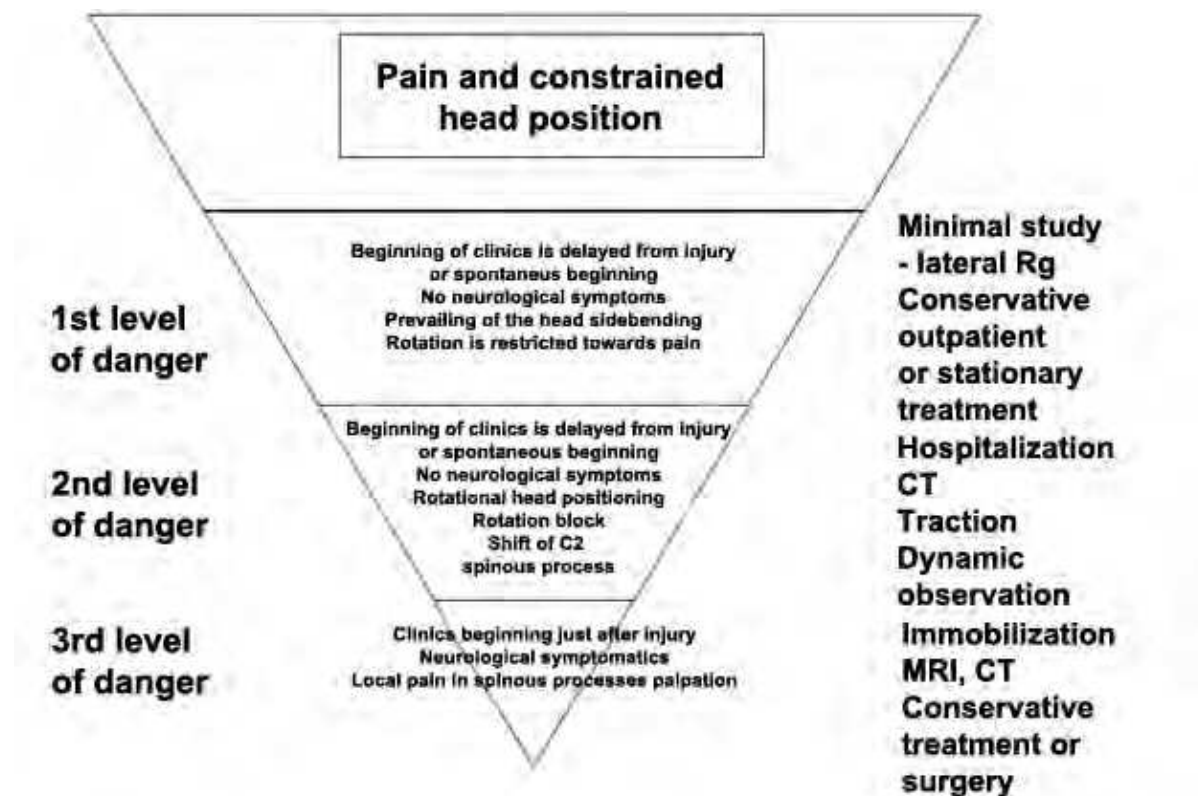 Pain and constrained
head position
Beginning of clinics is delayed from injury
or spontaneus beginning
No neurological symptoms
Prevailing of the head sidebending
Rotation is restricted towards pain
1st level
of danger
Beginning of clinics is delayed from injury
or spontaneous beginning
No neurological symptoms
Rotational head positioning
Rotation block
Shift of C2
spinous process
2nd level
of danger
Clinics beginning just after injury
Neurological symptomatics
Local pain in spinous processes palpation
3rd level
of danger
Minimal study
- lateral Rg
Conservative
outpatient
or stationary
treatment
Hospitalization
CT
Traction
Dynamic
observation
Immobilization
MRI, CT
Conservative
treatment or
surgery